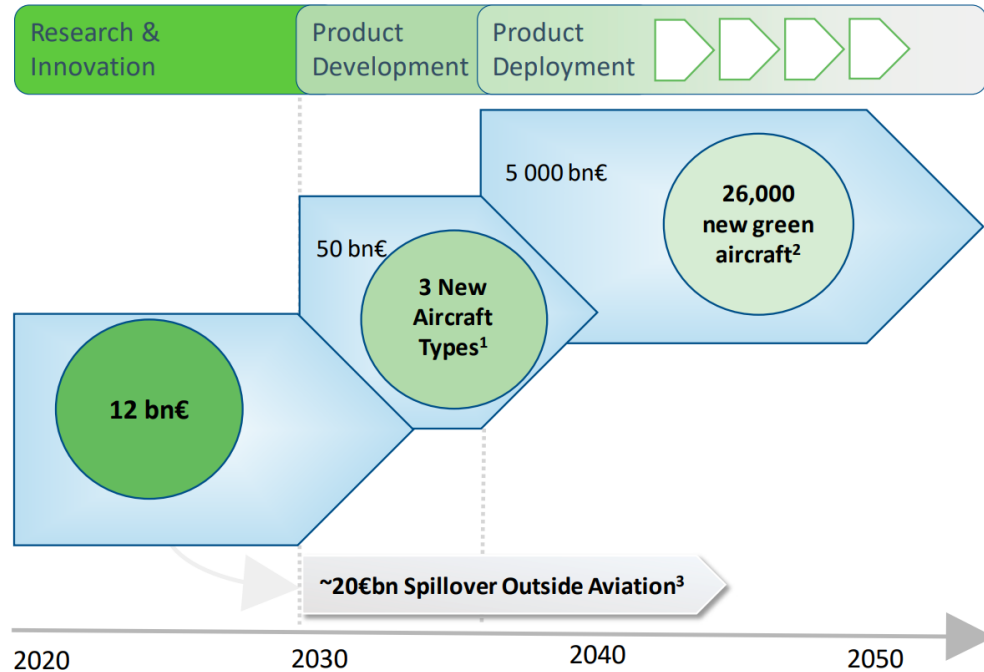 Research &
Innovation
Product
Development
Product
Deployment
5 000 bn€
26,000
new green
aircraft²
50 bn€
3 New
Aircraft
Types¹
12 bn€
~20€bn Spillover Outside Aviation³
2020
2030
2040
2050